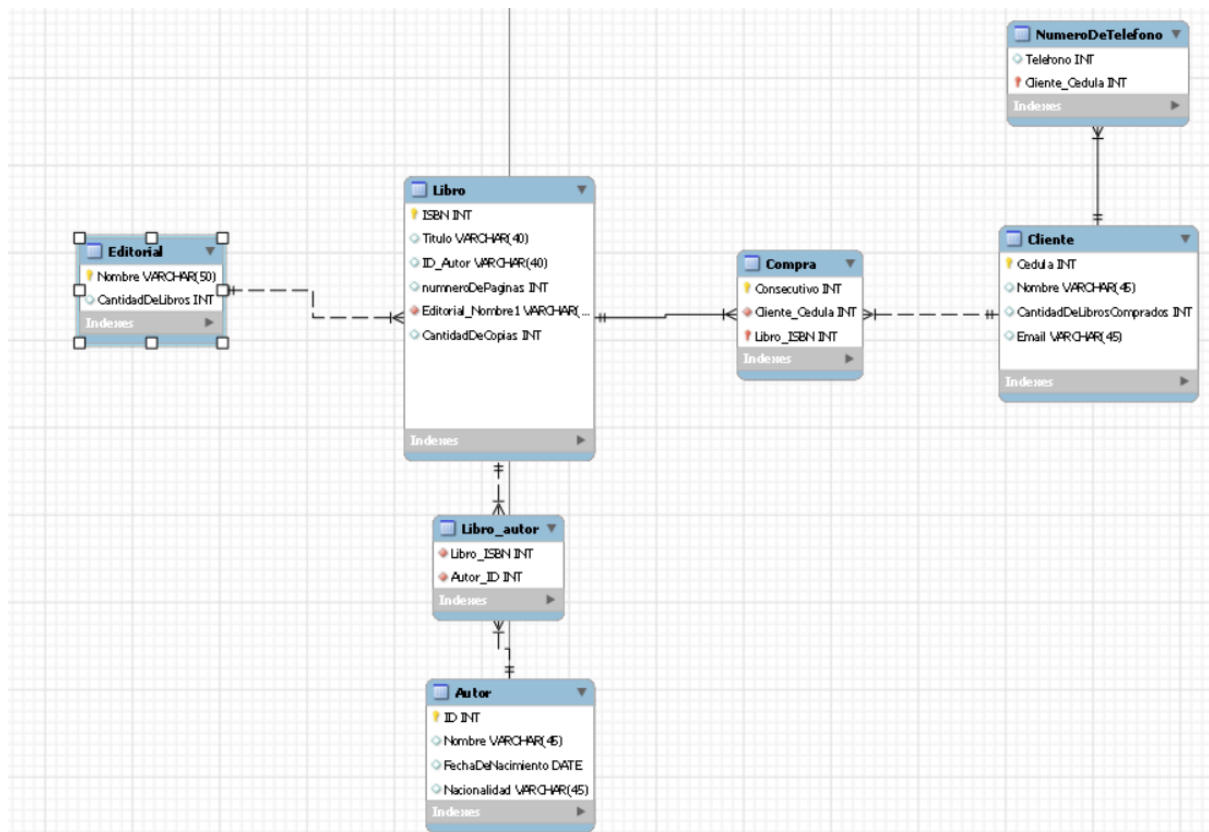 NumeroDeTelefono
Telefono INT
Cliente_Cedula INT
Indexes
Libro
ISBN INT
Titulo VARCHAR(40)
ID_Autor VARCHAR(40)
numneroDePaginas INT
Editorial_Nombre1 VARCHAR(...
CantidadDeCopias INT
Indexes
Editorial
Nombre VARCHAR(50)
CantidadDeLibros INT
Indexes
Compra
Consecutivo INT
Cliente_Cedula INT
Libro_ISBN INT
Indexes
Cliente
Cedula INT
Nombre VARCHAR(45)
CantidadDeLibrosComprados INT
Email VARCHAR(45)
Indexes
Libro_autor
Libro_ISBN INT
Autor_ID INT
Indexes
Autor
ID INT
Nombre VARCHAR(45)
FechaDeNacimiento DATE
Nacionalidad VARCHAR(45)
Indexes